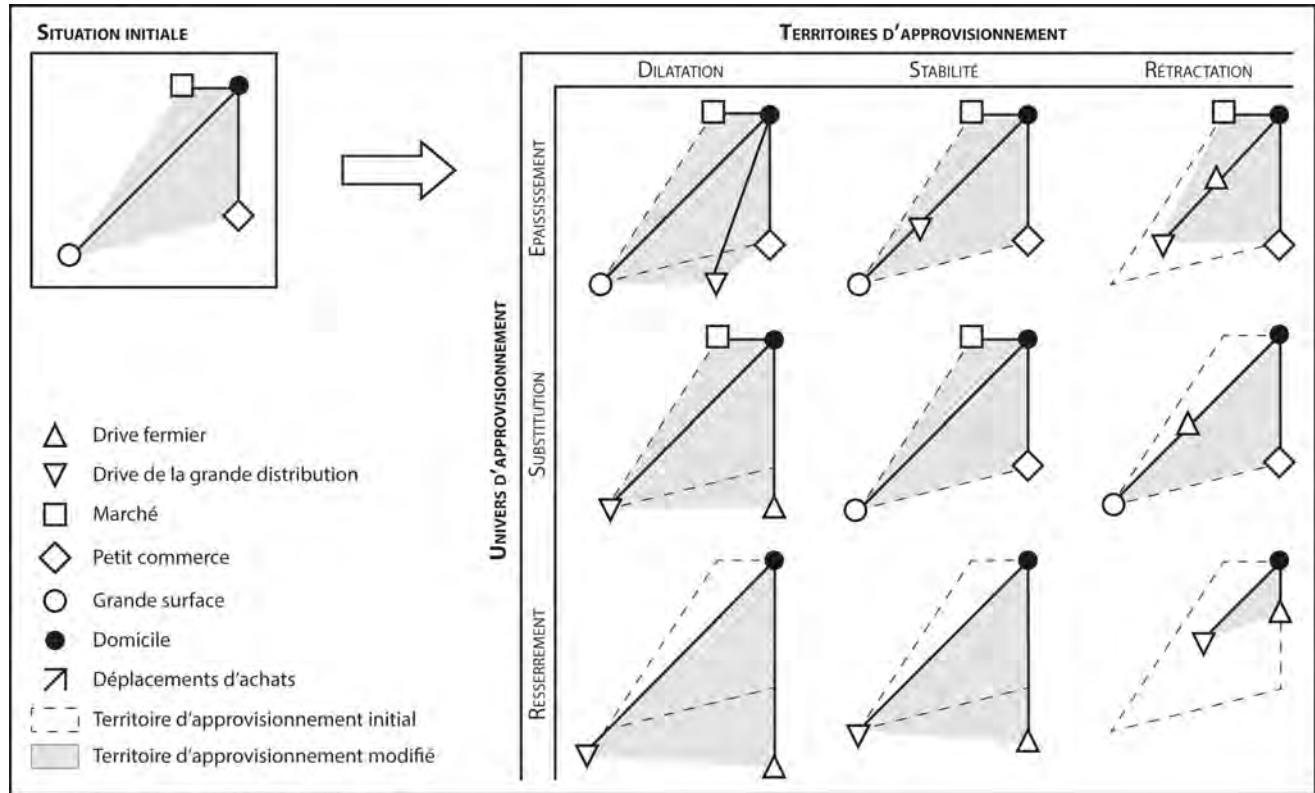 SITUATION INITIALE
TERRITOIRES D'APPROVISIONNEMENT
DILATATION
STABILITÉ
RÉTRACTATION
UNIVERS D'APPROVISIONNEMENT
EPAISSISSEMENT
SUBSTITUTION
RESSERREMENT
Drive fermier
Drive de la grande distribution
Marché
Petit commerce
Grande surface
Domicile
Déplacements d'achats
Territoire d'approvisionnement initial
Territoire d'approvisionnement modifié